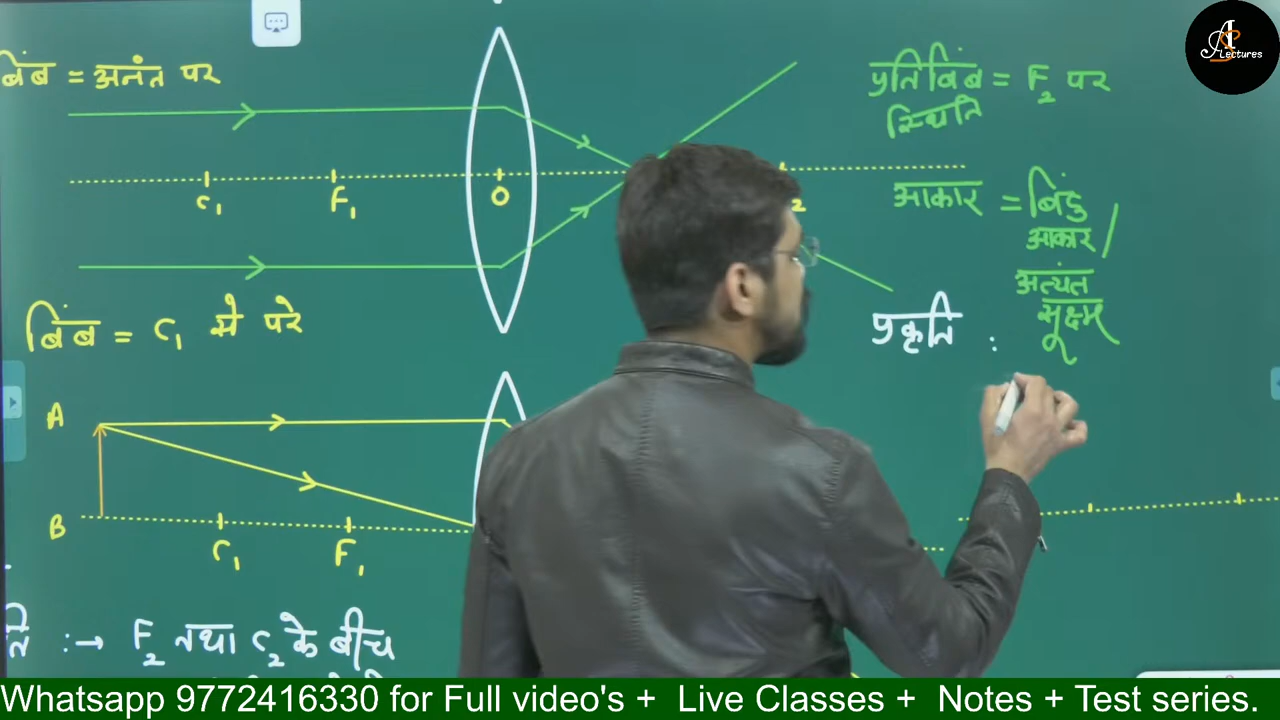 बिंब = अनंत पर
C₁ F₁ O ₂
प्रतिबिंब = F₂ पर
स्थिति
आकार = बिंदु
आकार /
अत्यंत
सूक्ष्म
प्रकृति :
बिंब = C₁ से परे
A
B
C₁ F₁
:→ F₂ तथा C₂ के बीच
Lectures
Whatsapp 9772416330 for Full video's + Live Classes + Notes + Test series.